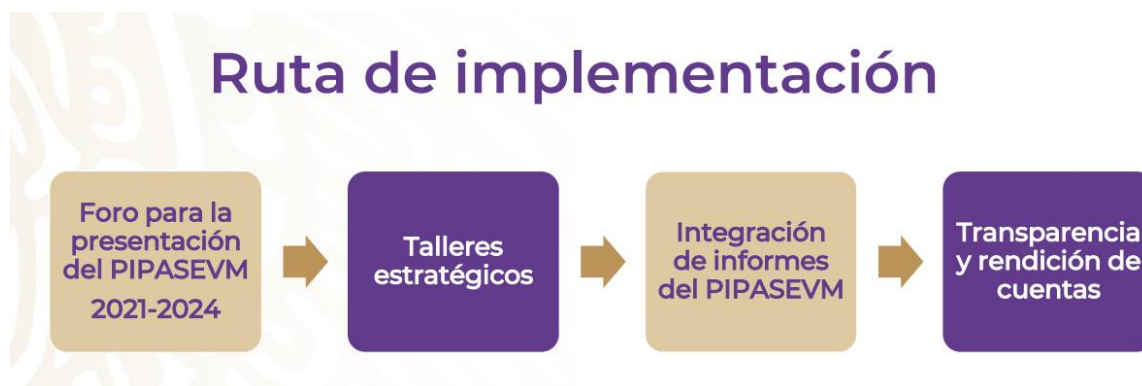 Ruta de implementación
Foro para la
presentación
del PIPASEVM
2021-2024
Talleres
estratégicos
Integración
de informes
del PIPASEVM
Transparencia
y rendición de
cuentas